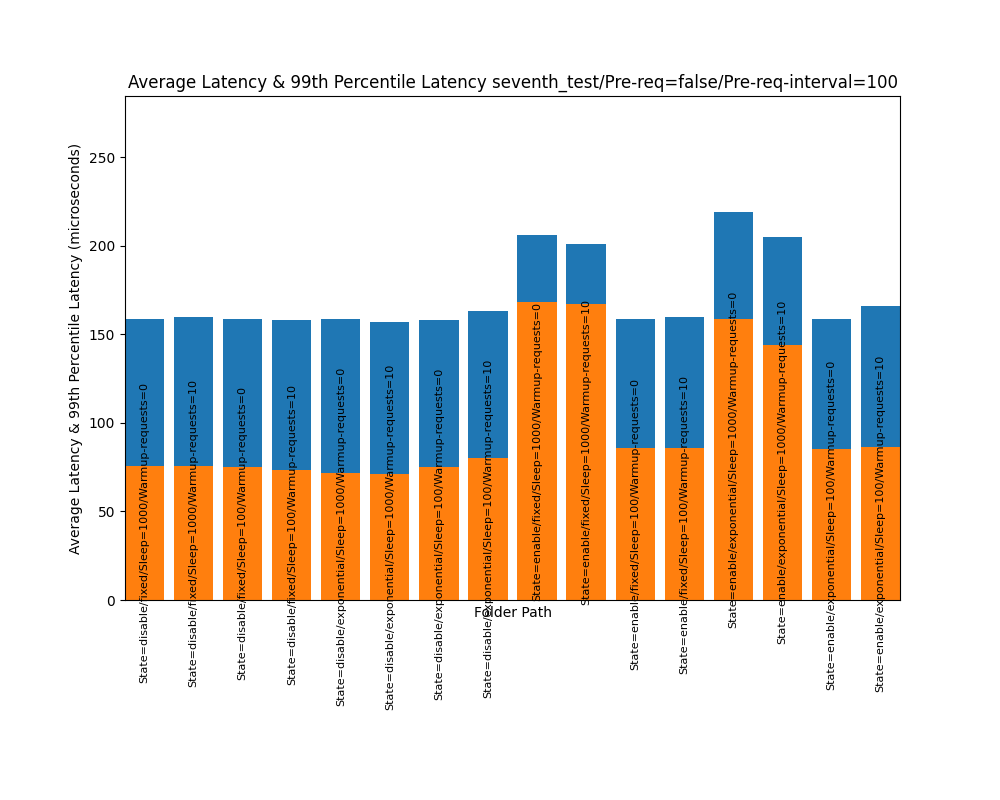 Average Latency & 99th Percentile Latency seventh_test/Pre-req=false/Pre-req-interval=100
Average Latency & 99th Percentile Latency (microseconds)
250
200
150
100
50
0
State=disable/fixed/Sleep=1000/Warmup-requests=0
State=disable/fixed/Sleep=1000/Warmup-requests=10
State=disable/fixed/Sleep=100/Warmup-requests=0
State=disable/fixed/Sleep=100/Warmup-requests=10
State=disable/exponential/Sleep=1000/Warmup-requests=0
State=disable/exponential/Sleep=1000/Warmup-requests=10
State=disable/exponential/Sleep=100/Warmup-requests=0
State=disable/exponential/Sleep=100/Warmup-requests=10
State=enable/fixed/Sleep=1000/Warmup-requests=0
State=enable/fixed/Sleep=1000/Warmup-requests=10
State=enable/fixed/Sleep=100/Warmup-requests=0
State=enable/fixed/Sleep=100/Warmup-requests=10
State=enable/exponential/Sleep=1000/Warmup-requests=0
State=enable/exponential/Sleep=1000/Warmup-requests=10
State=enable/exponential/Sleep=100/Warmup-requests=0
State=enable/exponential/Sleep=100/Warmup-requests=10
Folder Path